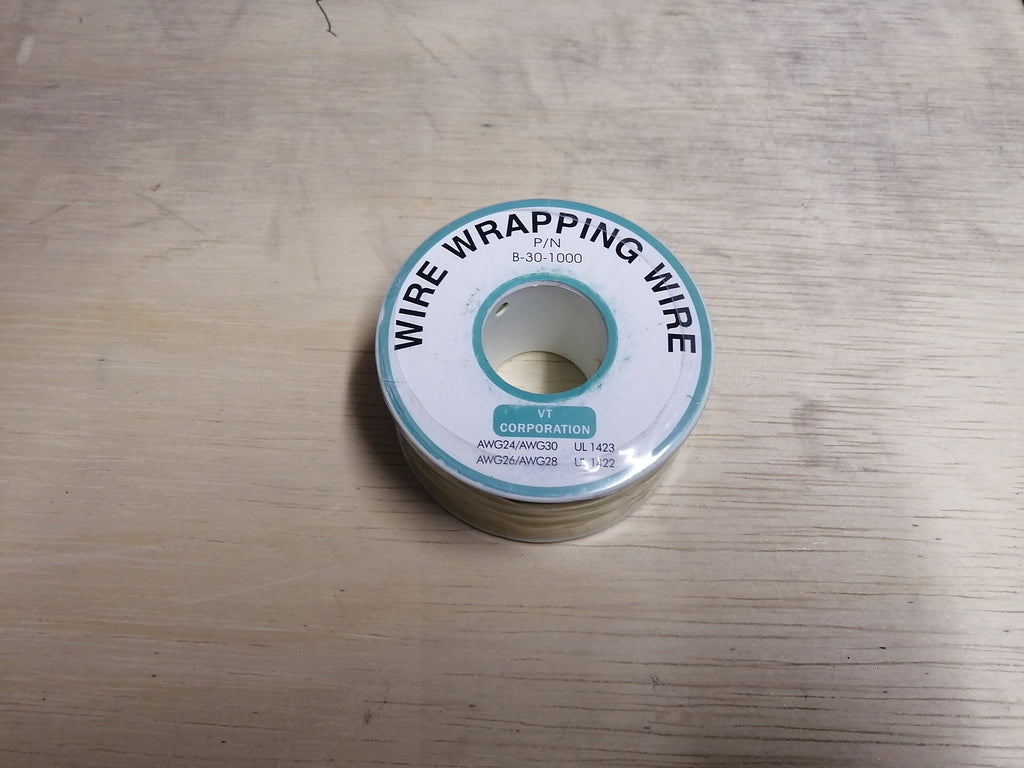 WIRE WRAPPING WIRE
P/N
B-30-1000
VT
CORPORATION
AWG24/AWG30 UL 1423
AWG26/AWG28 UL 1422